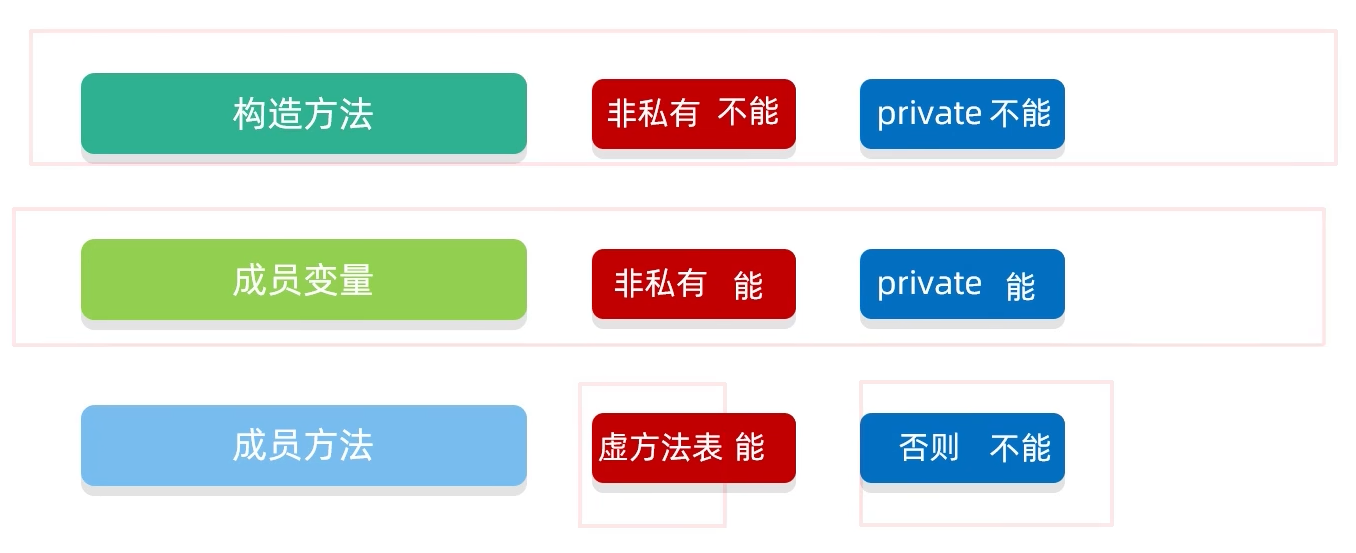 构造方法 非私有 不能 private 不能
成员变量 非私有 能 private 能
成员方法 虚方法表 能 否则 不能